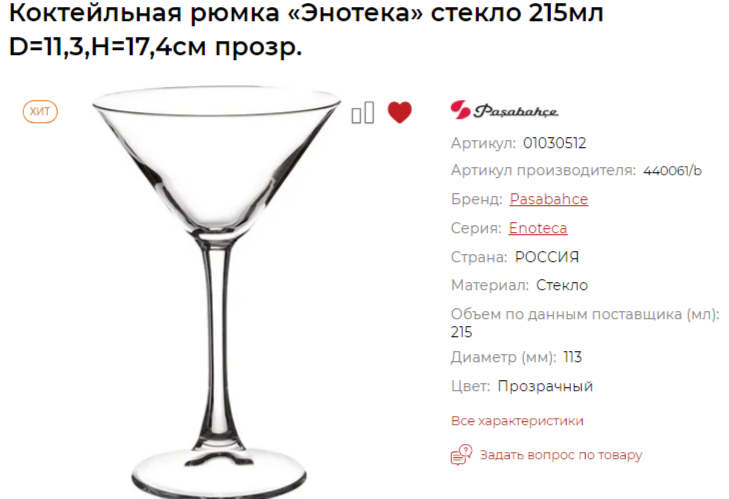 Коктейльная рюмка «Энотека» стекло 215мл
D=11,3,H=17,4см прозр.
ХИТ
Paşabahçe
Артикул: 01030512
Артикул производителя: 440061/b
Бренд: Pasabahce
Серия: Enoteca
Страна: РОССИЯ
Материал: Стекло
Объем по данным поставщика (мл):
215
Диаметр (мм): 113
Цвет: Прозрачный
Все характеристики
Задать вопрос по товару